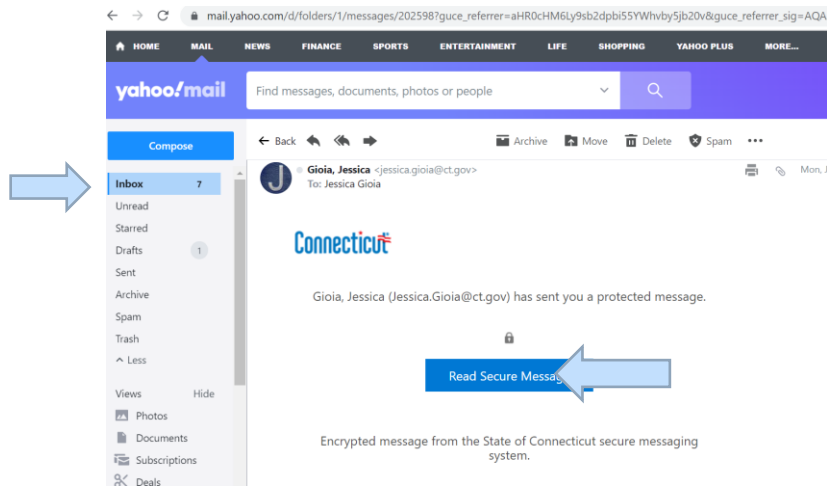 mail.yahoo.com/d/folders/1/messages/202598?guce_referrer=aHR0cHM6Ly9sb2dpbi55YWhvby5jb20v&guce_referrer_sig=AQA
HOME MAIL NEWS FINANCE SPORTS ENTERTAINMENT LIFE SHOPPING YAHOO PLUS MORE...
yahoo!mail
Find messages, documents, photos or people
Compose
Back Archive Move Delete Spam
Inbox 7
Unread
Starred
Drafts 1
Sent
Archive
Spam
Trash
Less
Views Hide
Photos
Documents
Subscriptions
Deals
J
Gioia, Jessica <jessica.gioia@ct.gov> Mon, J
To: Jessica Gioia
Connecticut
Gioia, Jessica (Jessica.Gioia@ct.gov) has sent you a protected message.
Read Secure Messag
Encrypted message from the State of Connecticut secure messaging
system.